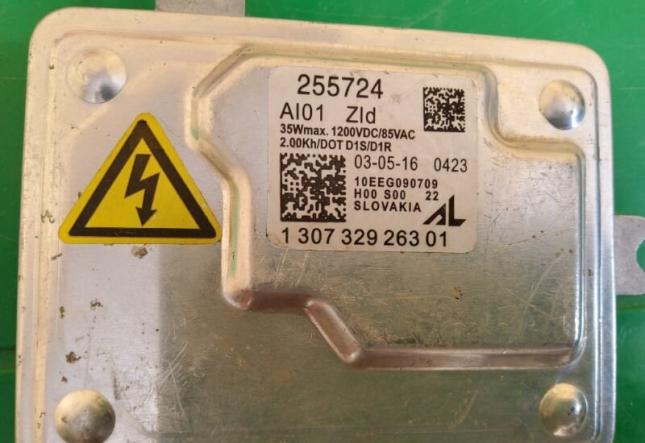 255724
AI01 Zld
35Wmax. 1200VDC/85VAC
2.00Kh/DOT D1S/D1R
03-05-16 0423
10EEG090709
H00 S00 22
SLOVAKIA AL
1 307 329 263 01